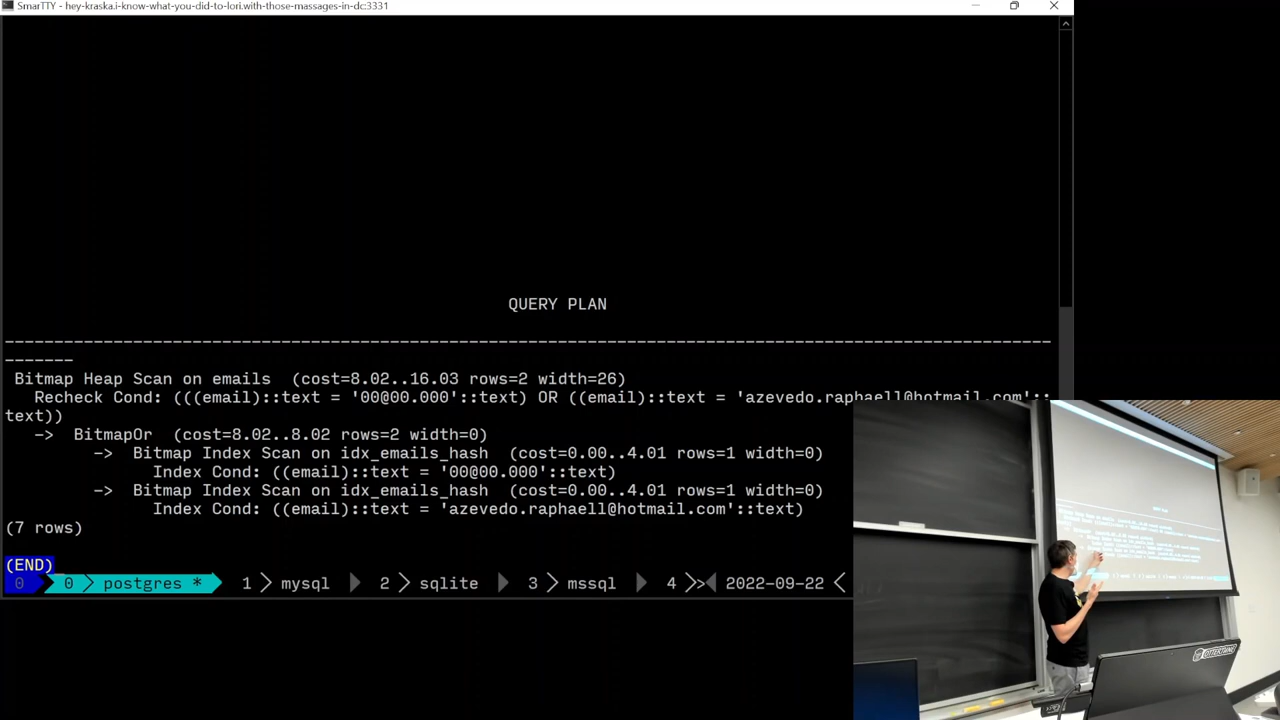 SmarTTY - hey-kraska.i-know-what-you-did-to-lori.with-those-massages-in-dc:3331
QUERY PLAN
---------------------------------------------------------------------------------------------------------
-------
Bitmap Heap Scan on emails (cost=8.02..16.03 rows=2 width=26)
Recheck Cond: (((email)::text = '00@00.000'::text) OR ((email)::text = 'azevedo.raphaell@hotmail.com'::
text))
-> BitmapOr (cost=8.02..8.02 rows=2 width=0)
-> Bitmap Index Scan on idx_emails_hash (cost=0.00..4.01 rows=1 width=0)
Index Cond: ((email)::text = '00@00.000'::text)
-> Bitmap Index Scan on idx_emails_hash (cost=0.00..4.01 rows=1 width=0)
Index Cond: ((email)::text = 'azevedo.raphaell@hotmail.com'::text)
(7 rows)
(END)
0 0 postgres * 1 mysql 2 sqlite 3 mssql 4 >> 2022-09-22
OTTERTUNE